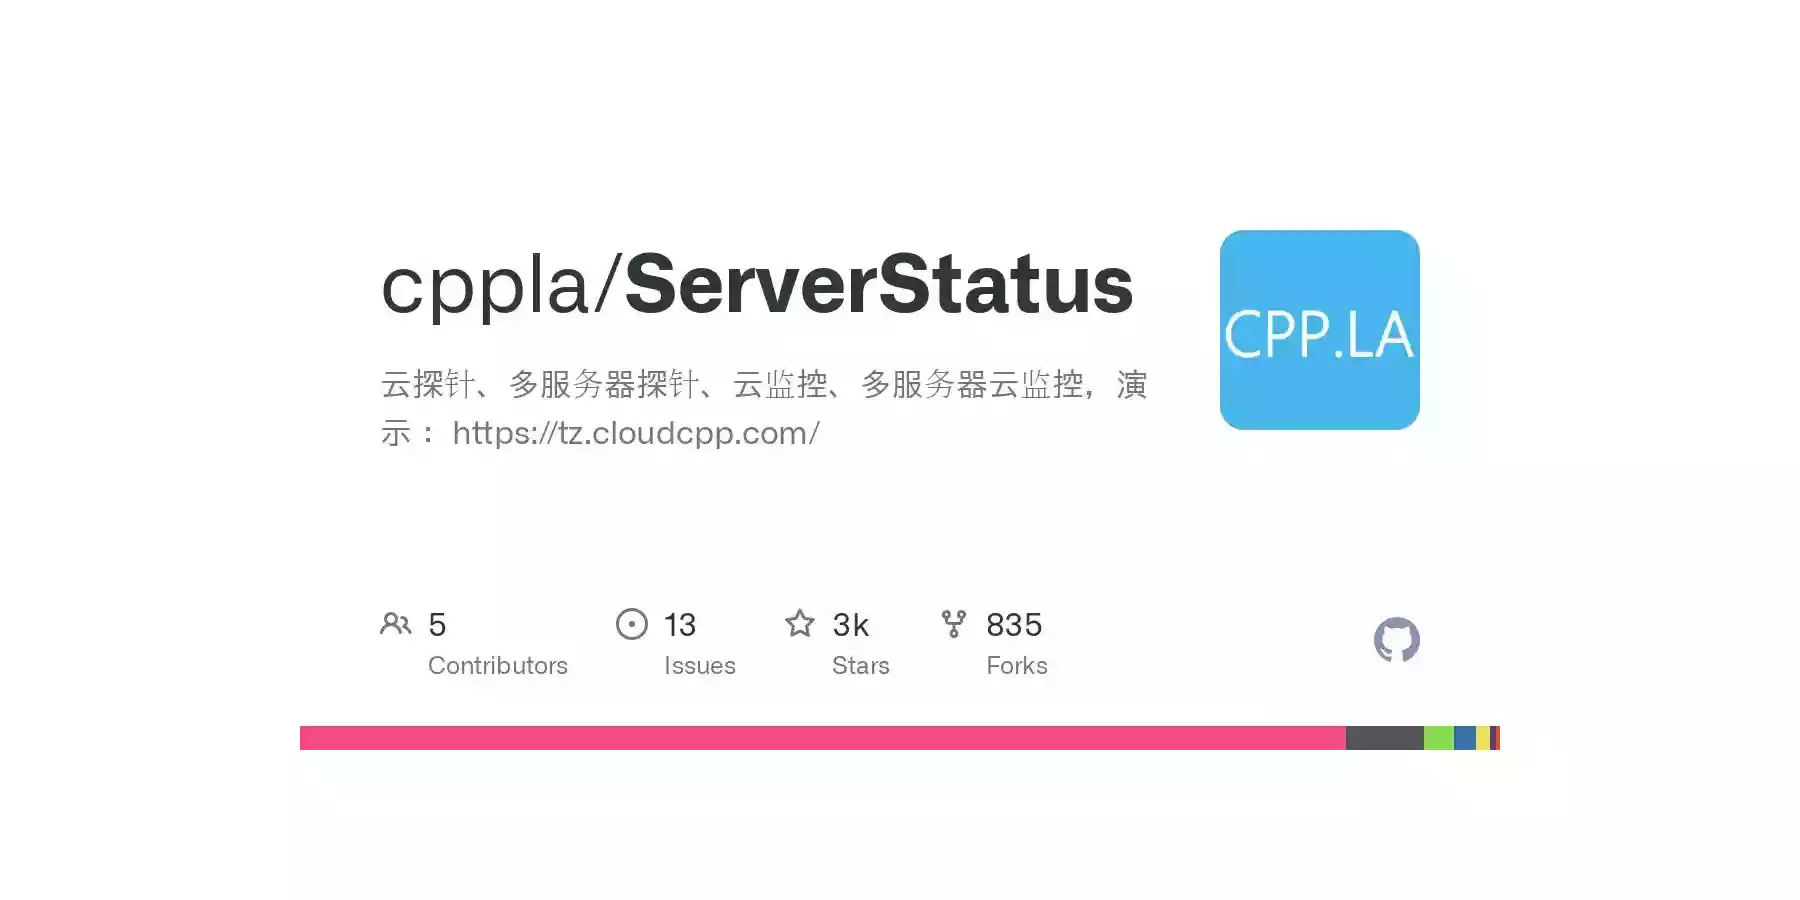 cppla/ServerStatus
CPP.LA
云探针、多服务器探针、云监控、多服务器云监控，演
示： https://tz.cloudcpp.com/
5
Contributors
13
Issues
3k
Stars
835
Forks